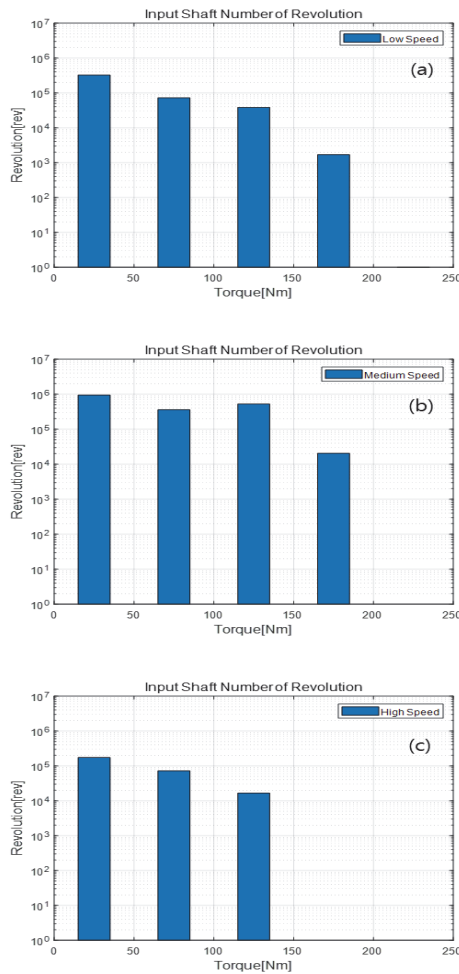 Input Shaft Number of Revolution
Low Speed
(a)
Revolution[rev]
10^7
10^6
10^5
10^4
10^3
10^2
10^1
10^0
0 50 100 150 200 250
Torque[Nm]
Input Shaft Number of Revolution
Medium Speed
(b)
Revolution[rev]
10^7
10^6
10^5
10^4
10^3
10^2
10^1
10^0
0 50 100 150 200 250
Torque[Nm]
Input Shaft Number of Revolution
High Speed
(c)
Revolution[rev]
10^7
10^6
10^5
10^4
10^3
10^2
10^1
10^0
0 50 100 150 200 250
Torque[Nm]